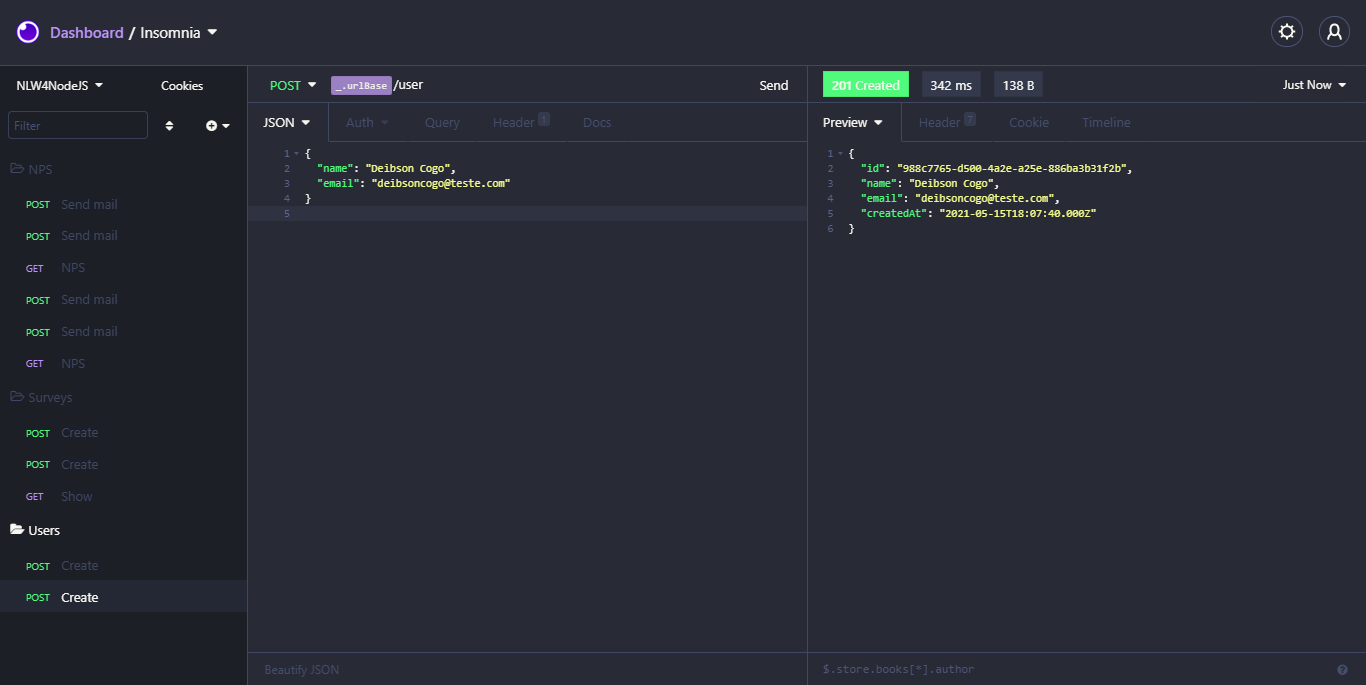 Dashboard / Insomnia
NLW4NodeJS
Cookies
Filter
NPS
POST Send mail
POST Send mail
GET NPS
POST Send mail
POST Send mail
GET NPS
Surveys
POST Create
POST Create
GET Show
Users
POST Create
POST Create
POST _.urlBase /user Send
JSON Auth Query Header 1 Docs
1 {
2 "name": "Deibson Cogo",
3 "email": "deibsoncogo@teste.com"
4 }
5
Beautify JSON
201 Created 342 ms 138 B Just Now
Preview Header 7 Cookie Timeline
1 {
2 "id": "988c7765-d500-4a2e-a25e-886ba3b31f2b",
3 "name": "Deibson Cogo",
4 "email": "deibsoncogo@teste.com",
5 "createdAt": "2021-05-15T18:07:40.000Z"
6 }
$.store.books[*].author